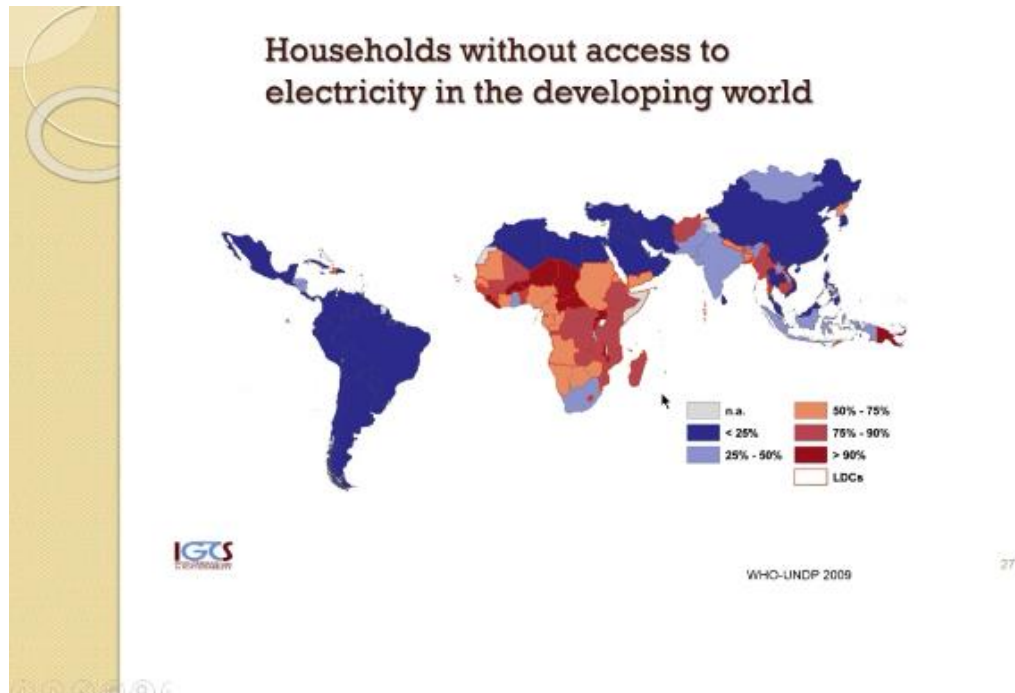 Households without access to
electricity in the developing world
n.a.
< 25%
25% - 50%
50% - 75%
75% - 90%
> 90%
LDCs
IGCS
WHO-UNDP 2009
27